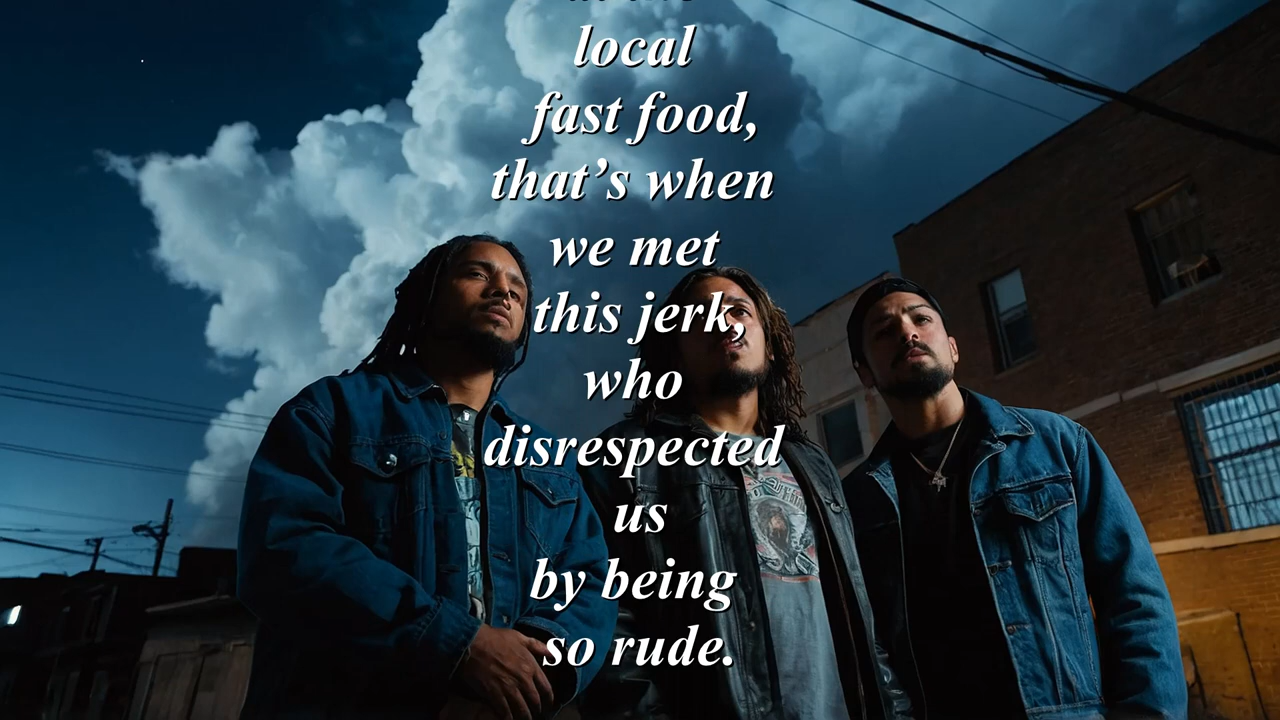 local
fast food,
that’s when
we met
this jerk,
who
disrespected
us
by being
so rude.